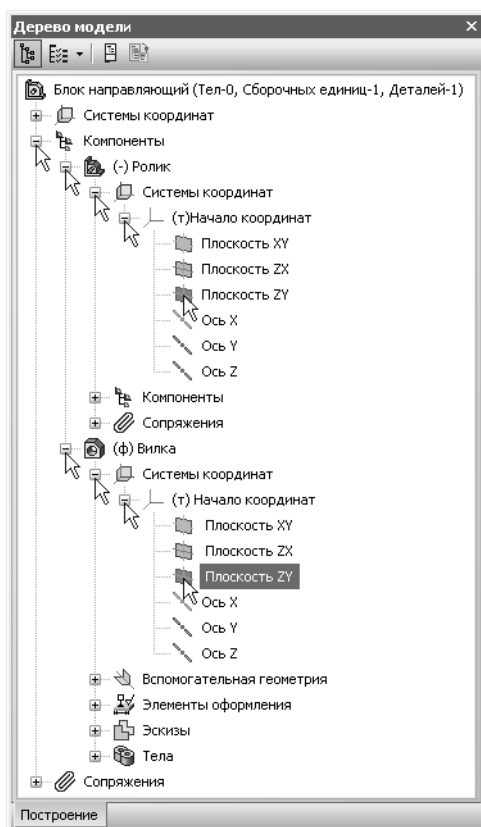 Дерево модели
Блок направляющий (Тел-0, Сборочных единиц-1, Деталей-1)
Системы координат
Компоненты
(-) Ролик
Системы координат
(т)Начало координат
Плоскость XY
Плоскость ZX
Плоскость ZY
Ось X
Ось Y
Ось Z
Компоненты
Сопряжения
(ф) Вилка
Системы координат
(т) Начало координат
Плоскость XY
Плоскость ZX
Плоскость ZY
Ось X
Ось Y
Ось Z
Вспомогательная геометрия
Элементы оформления
Эскизы
Тела
Сопряжения
Построение